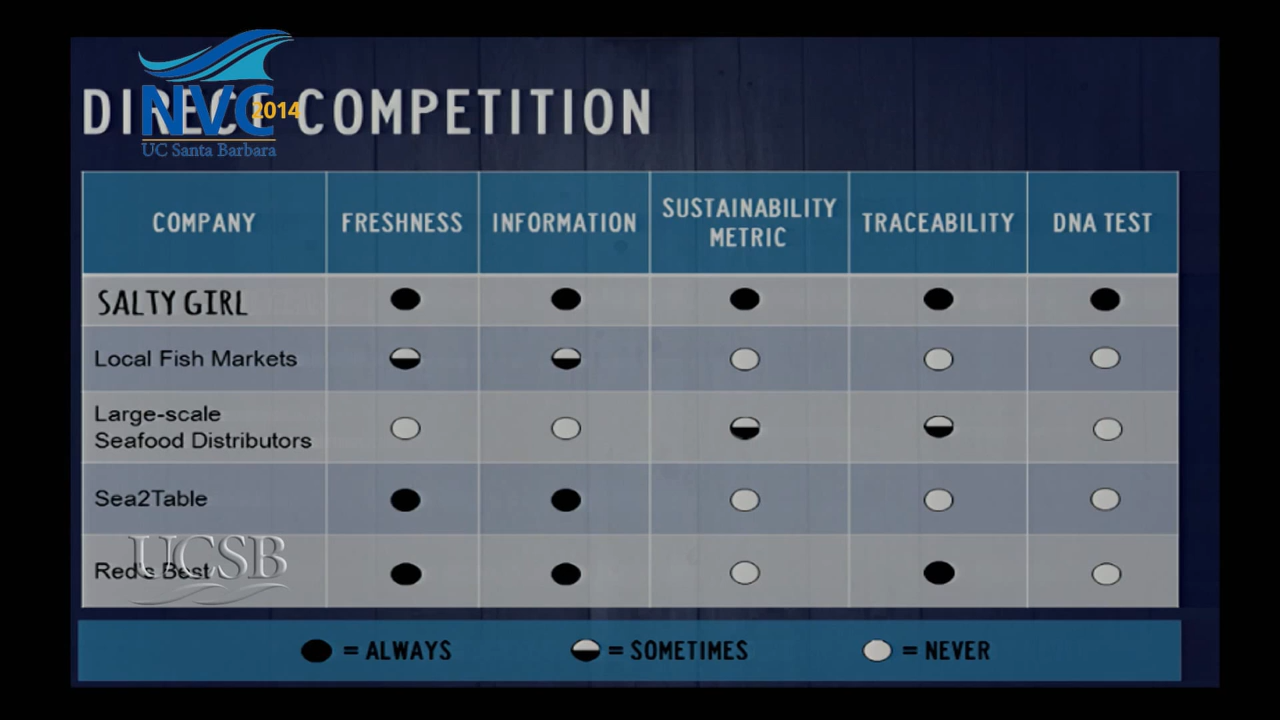 DIRECT COMPETITION
NVC 2014
UC Santa Barbara
COMPANY FRESHNESS INFORMATION SUSTAINABILITY METRIC TRACEABILITY DNA TEST
SALTY GIRL
Local Fish Markets
Large-scale
Seafood Distributors
Sea2Table
UCSB
Red's Best
= ALWAYS = SOMETIMES = NEVER